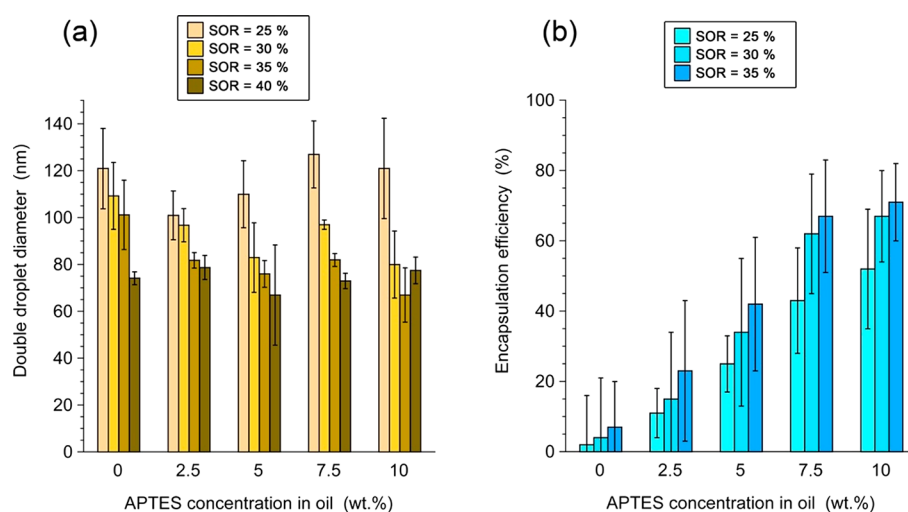 (a)
SOR = 25 %
SOR = 30 %
SOR = 35 %
SOR = 40 %
Double droplet diameter (nm)
140
120
100
80
60
40
20
0
0 2.5 5 7.5 10
APTES concentration in oil (wt.%)
(b)
SOR = 25 %
SOR = 30 %
SOR = 35 %
Encapsulation efficiency (%)
100
80
60
40
20
0
0 2.5 5 7.5 10
APTES concentration in oil (wt.%)